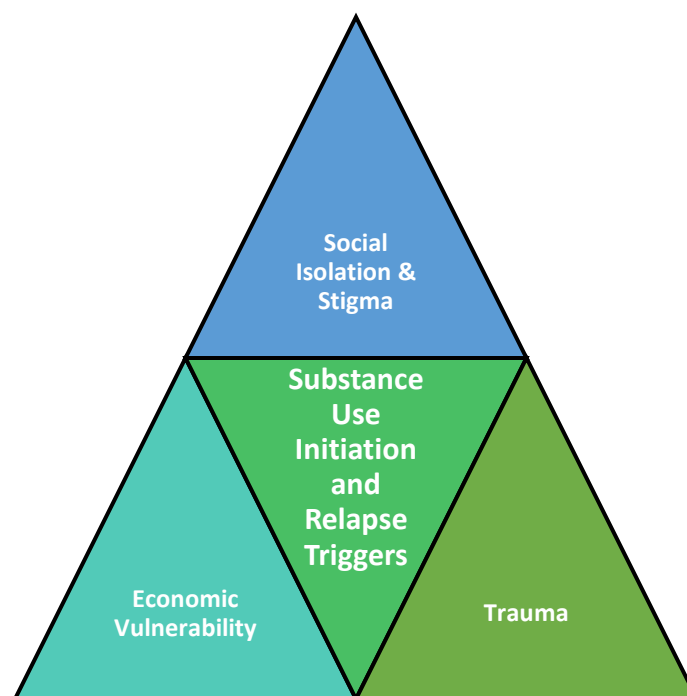 Social
Isolation &
Stigma
Substance
Use
Initiation
and
Relapse
Triggers
Economic
Vulnerability
Trauma